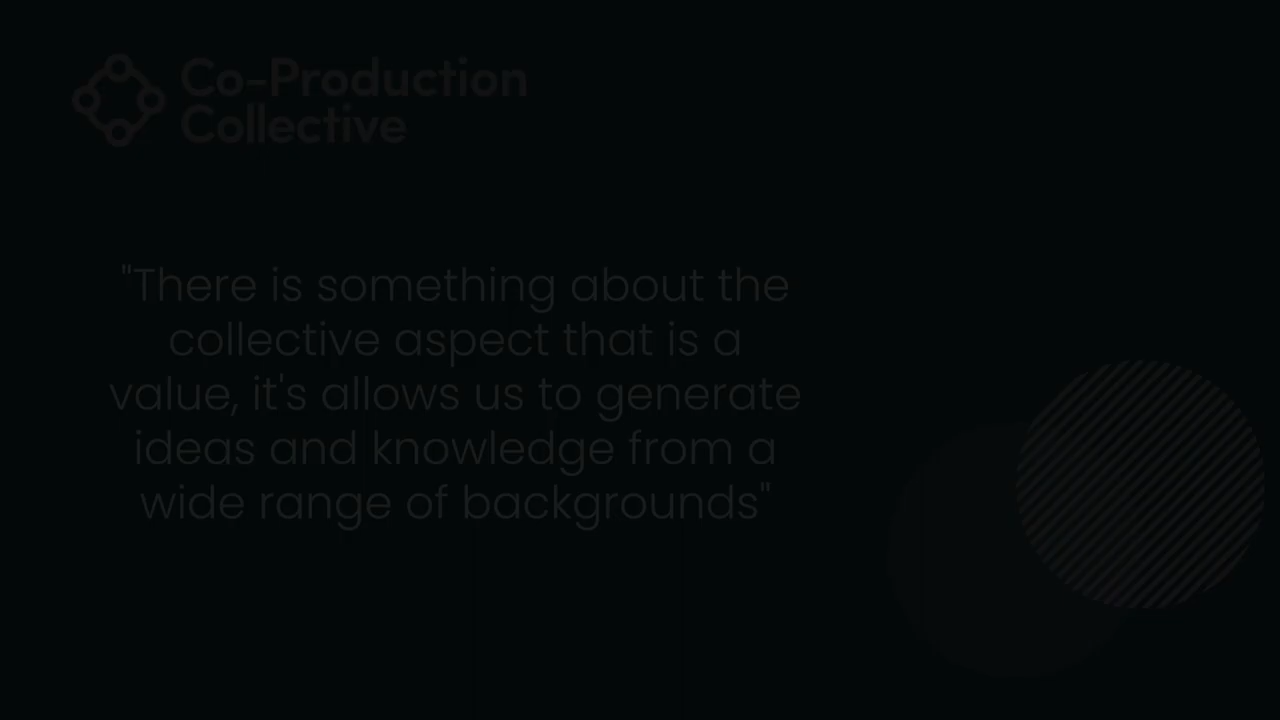 Co-Production
Collective
"There is something about the
collective aspect that is a
value, it's allows us to generate
ideas and knowledge from a
wide range of backgrounds"